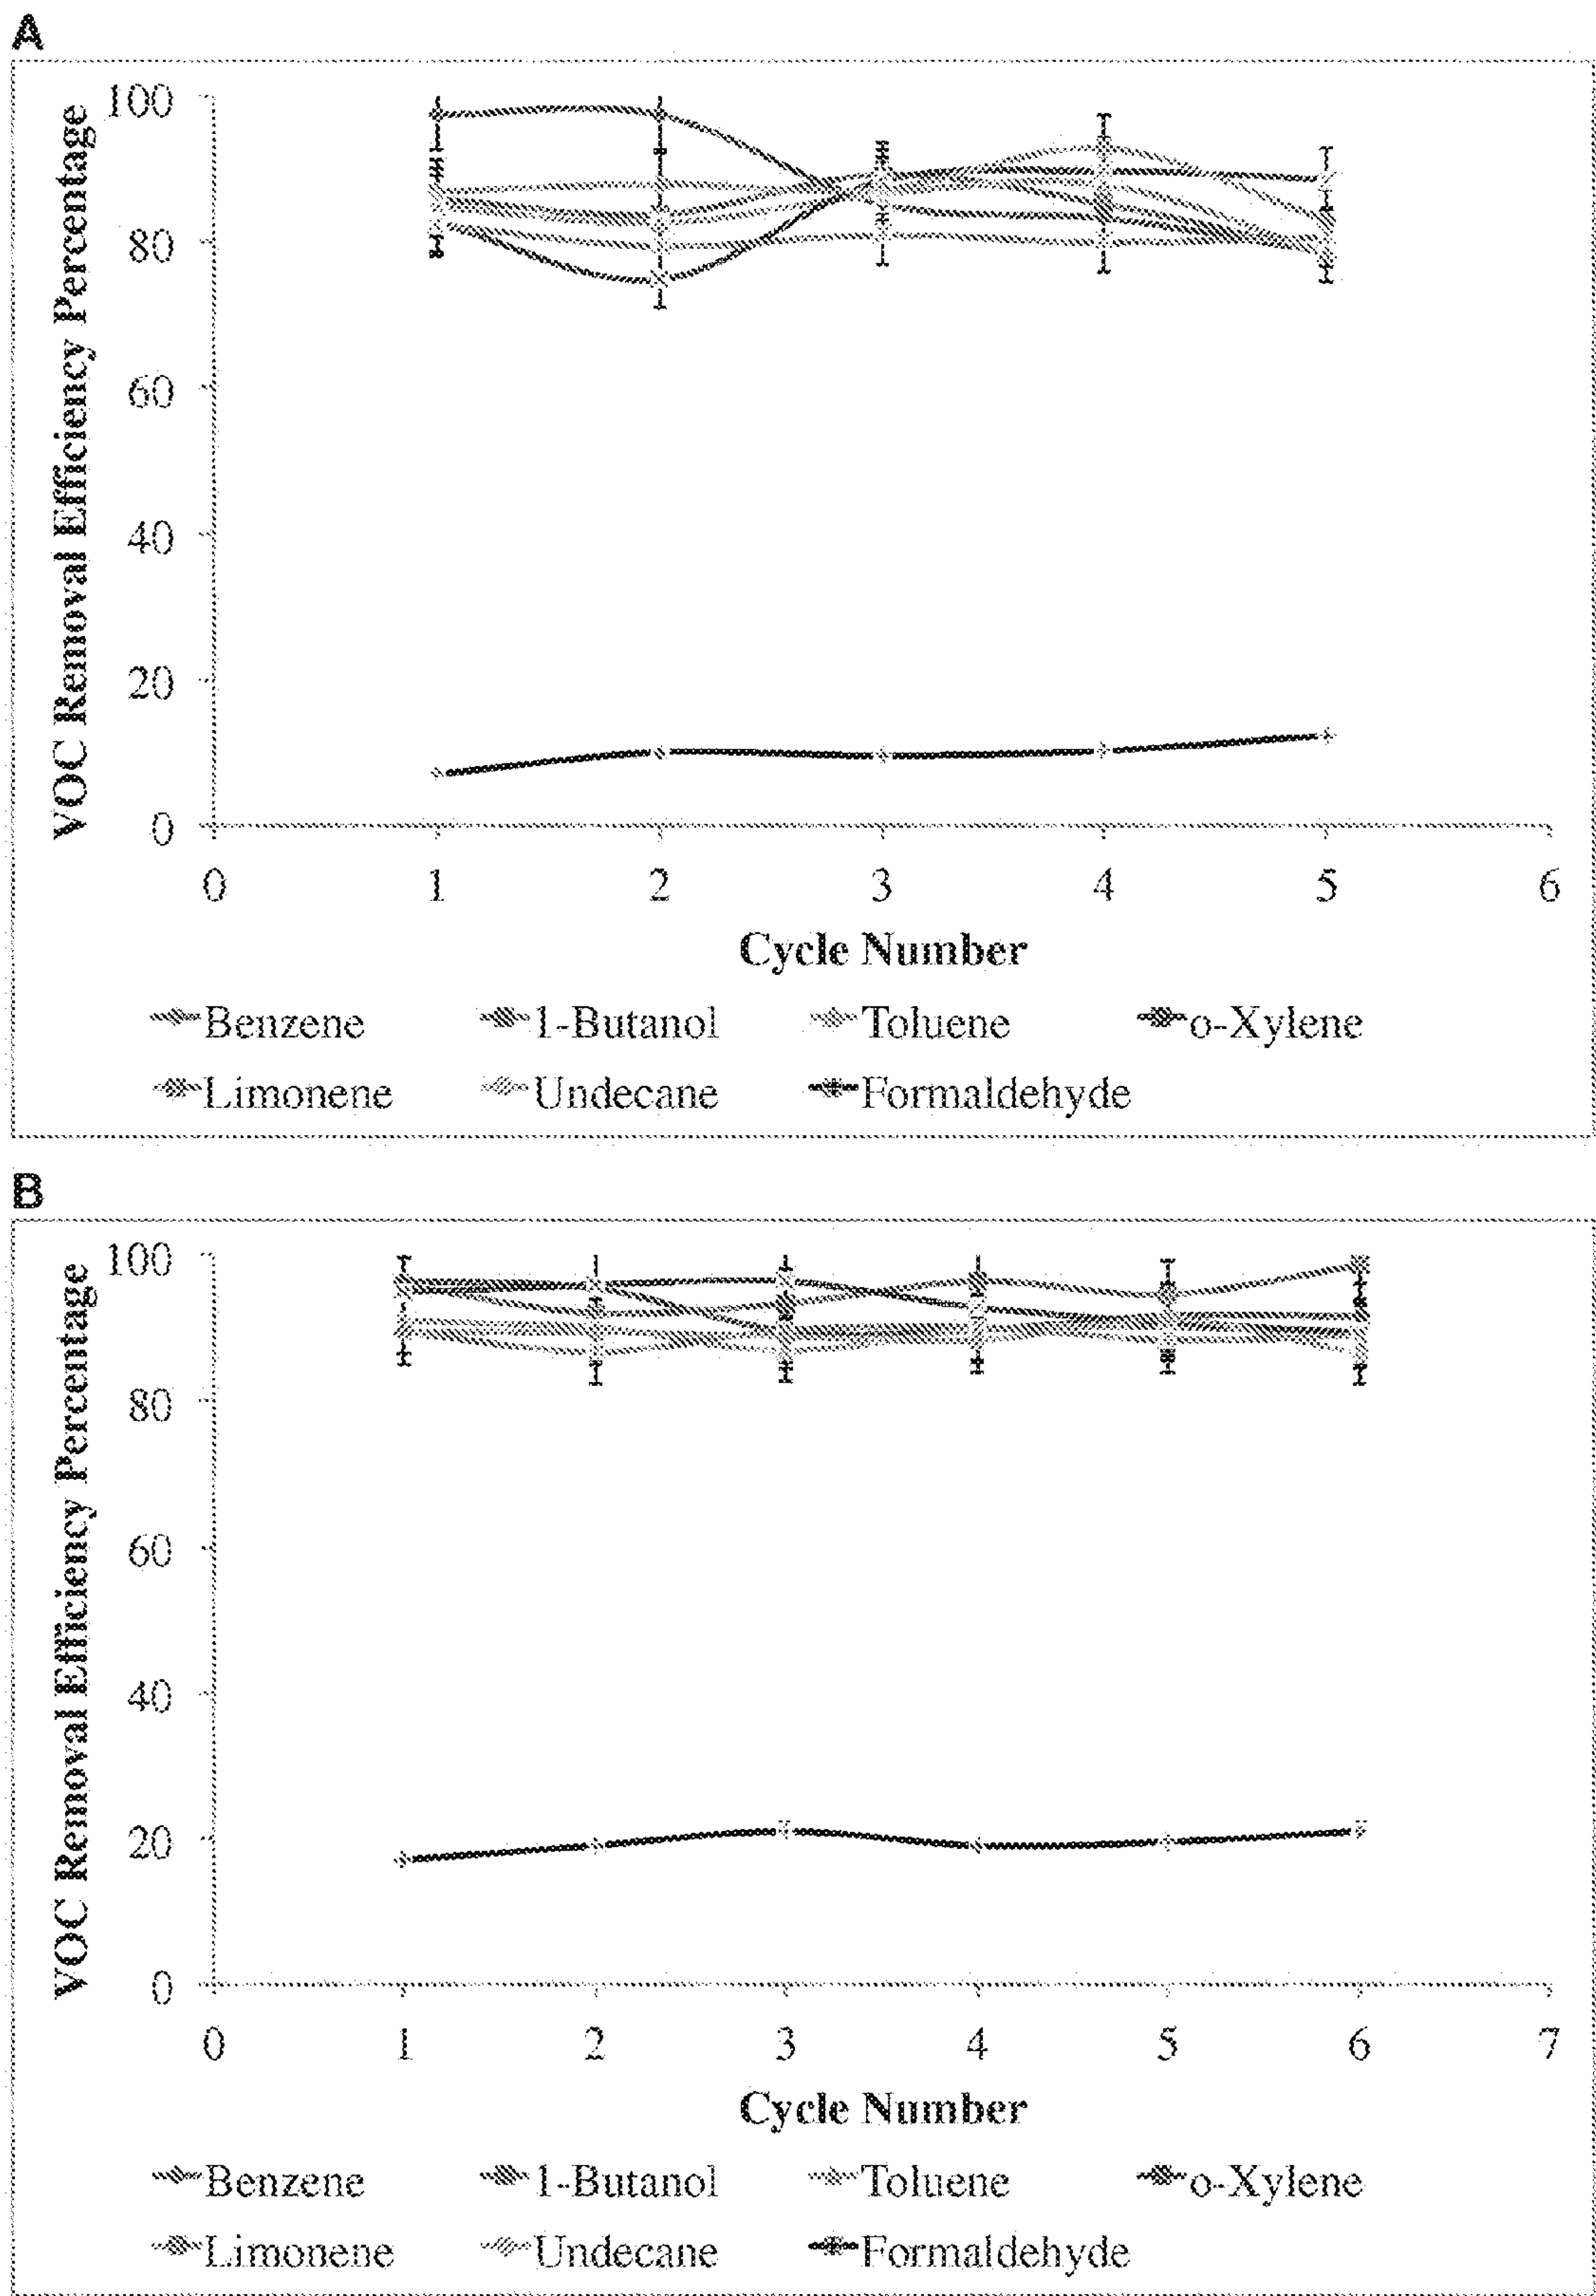 A
VOC Removal Efficiency Percentage
100
80
60
40
20
0
0 1 2 3 4 5 6
Cycle Number
Benzene 1-Butanol Toluene o-Xylene
Limonene Undecane Formaldehyde
B
VOC Removal Efficiency Percentage
100
80
60
40
20
0
0 1 2 3 4 5 6 7
Cycle Number
Benzene 1-Butanol Toluene o-Xylene
Limonene Undecane Formaldehyde